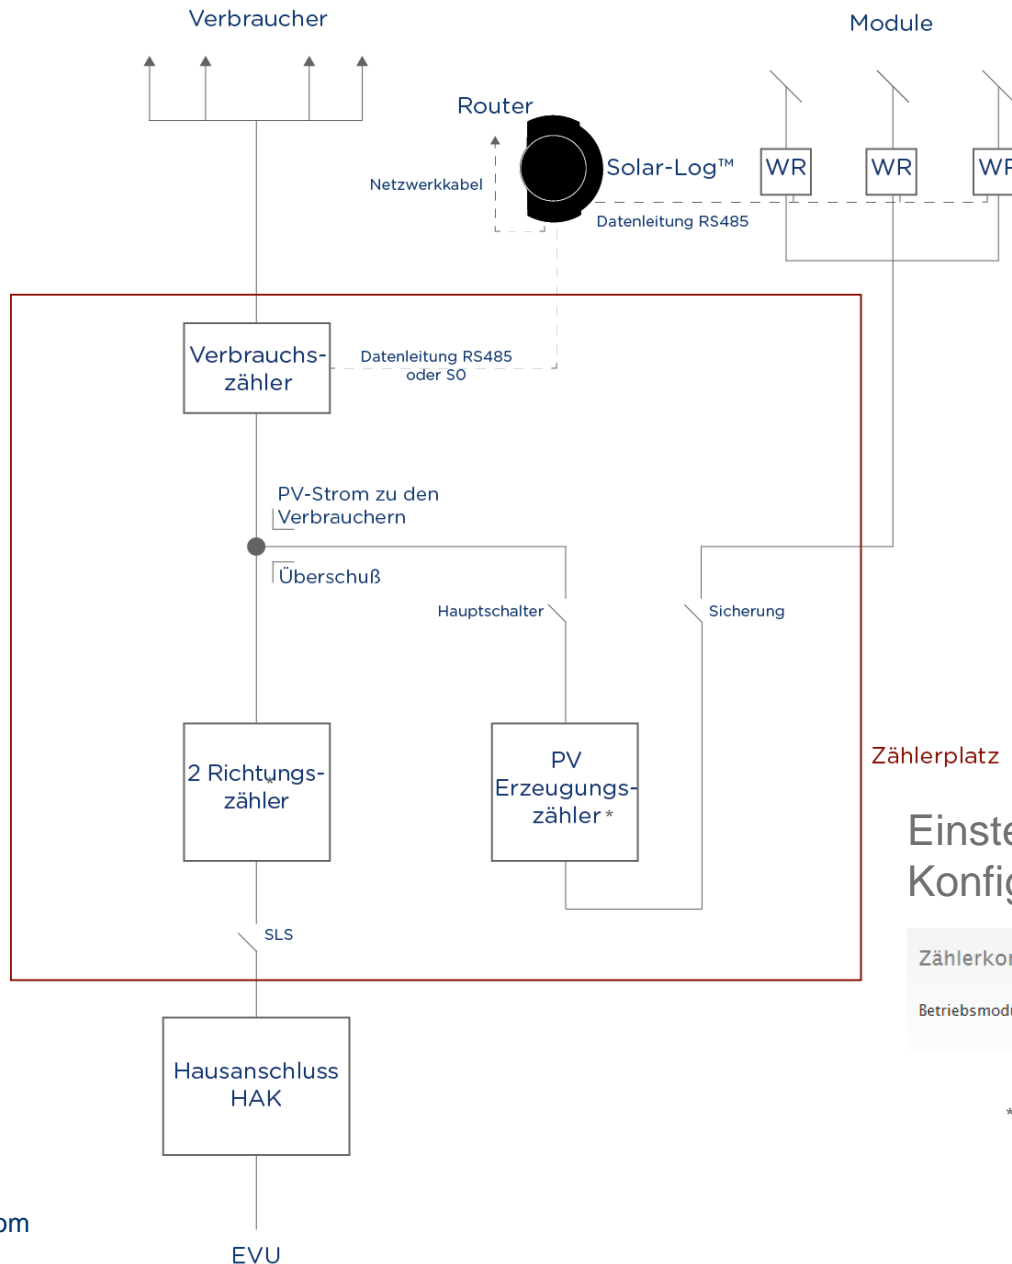 Verbraucher
Module
Router
Solar-Log™
WR
WR
WR
Netzwerkkabel
Datenleitung RS485
Verbrauchs-
zähler
Datenleitung RS485
oder S0
PV-Strom zu den
Verbrauchern
Überschuß
Hauptschalter
Sicherung
2 Richtungs-
zähler
*
PV
Erzeugungs-
zähler *
Zählerplatz
SLS
Hausanschluss
HAK
EVU
*